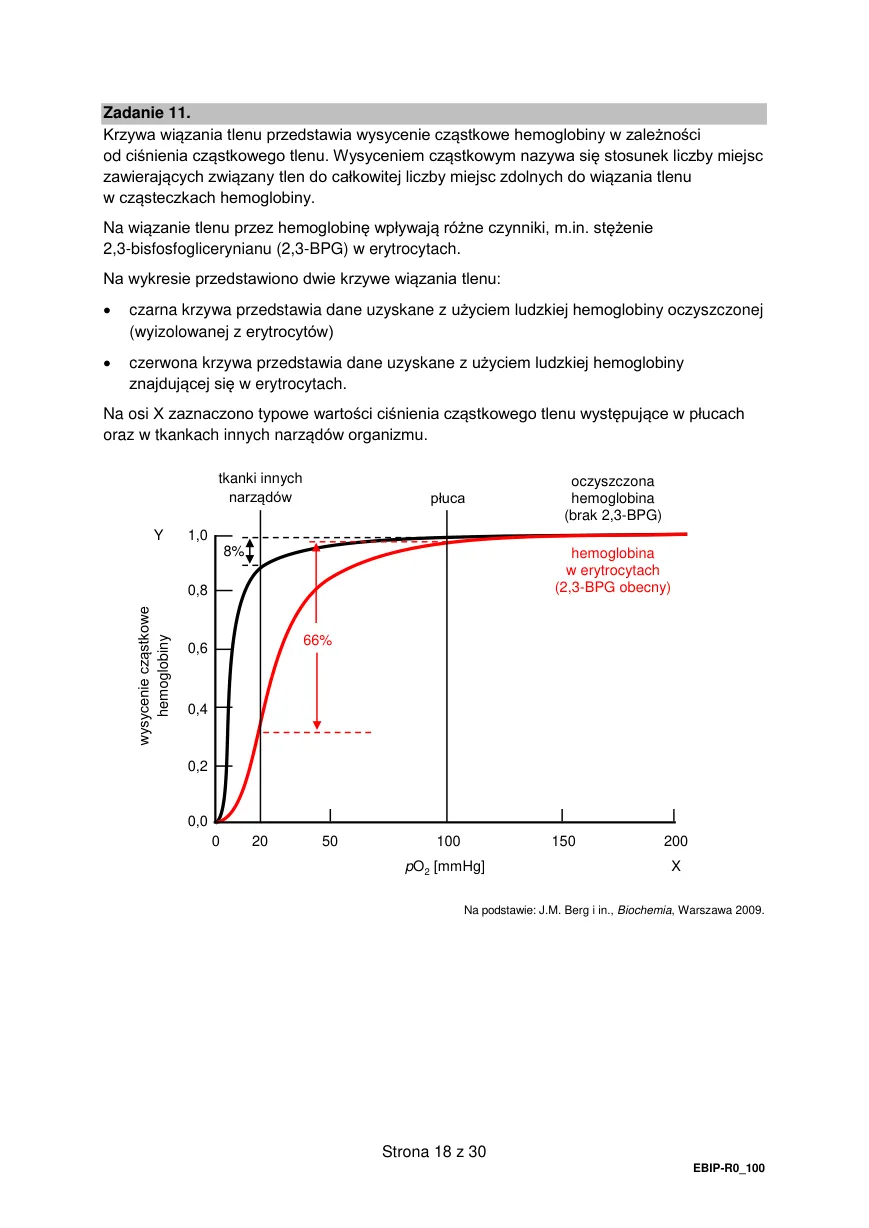 Zadanie 11.
Krzywa wiązania tlenu przedstawia wysycenie cząstkowe hemoglobiny w zależności
od ciśnienia cząstkowego tlenu. Wysyceniem cząstkowym nazywa się stosunek liczby miejsc
zawierających związany tlen do całkowitej liczby miejsc zdolnych do wiązania tlenu
w cząsteczkach hemoglobiny.
Na wiązanie tlenu przez hemoglobinę wpływają różne czynniki, m.in. stężenie
2,3-bisfosfoglicerynianu (2,3-BPG) w erytrocytach.
Na wykresie przedstawiono dwie krzywe wiązania tlenu:
• czarna krzywa przedstawia dane uzyskane z użyciem ludzkiej hemoglobiny oczyszczonej
(wyizolowanej z erytrocytów)
• czerwona krzywa przedstawia dane uzyskane z użyciem ludzkiej hemoglobiny
znajdującej się w erytrocytach.
Na osi X zaznaczono typowe wartości ciśnienia cząstkowego tlenu występujące w płucach
oraz w tkankach innych narządów organizmu.
tkanki innych
narządów
płuca
oczyszczona
hemoglobina
(brak 2,3-BPG)
Y
1,0
8%
hemoglobina
w erytrocytach
(2,3-BPG obecny)
0,8
66%
0,6
wysycenie cząstkowe
hemoglobiny
0,4
0,2
0,0
0 20 50 100 150 200
pO2 [mmHg] X
Na podstawie: J.M. Berg i in., Biochemia, Warszawa 2009.
Strona 18 z 30
EBIP-R0_100